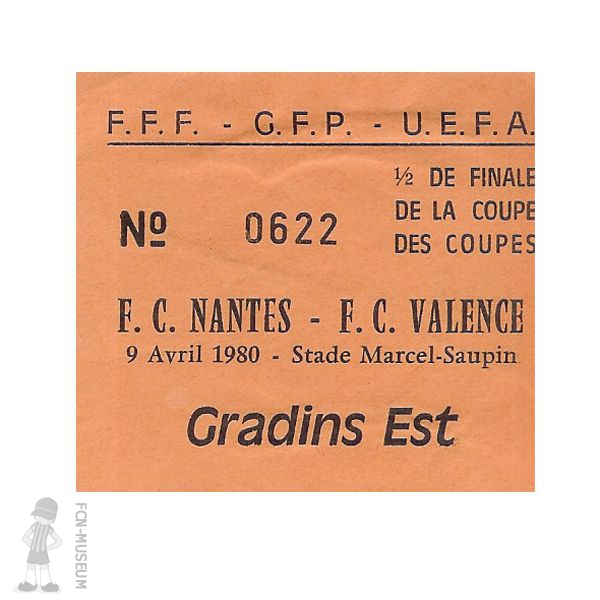 F. F. F. - G. F. P. - U. E. F. A.
½ DE FINALE
DE LA COUPE
DES COUPES
Nº 0622
F. C. NANTES - F. C. VALENCE
9 Avril 1980 - Stade Marcel-Saupin
Gradins Est
FCN-MUSEUM